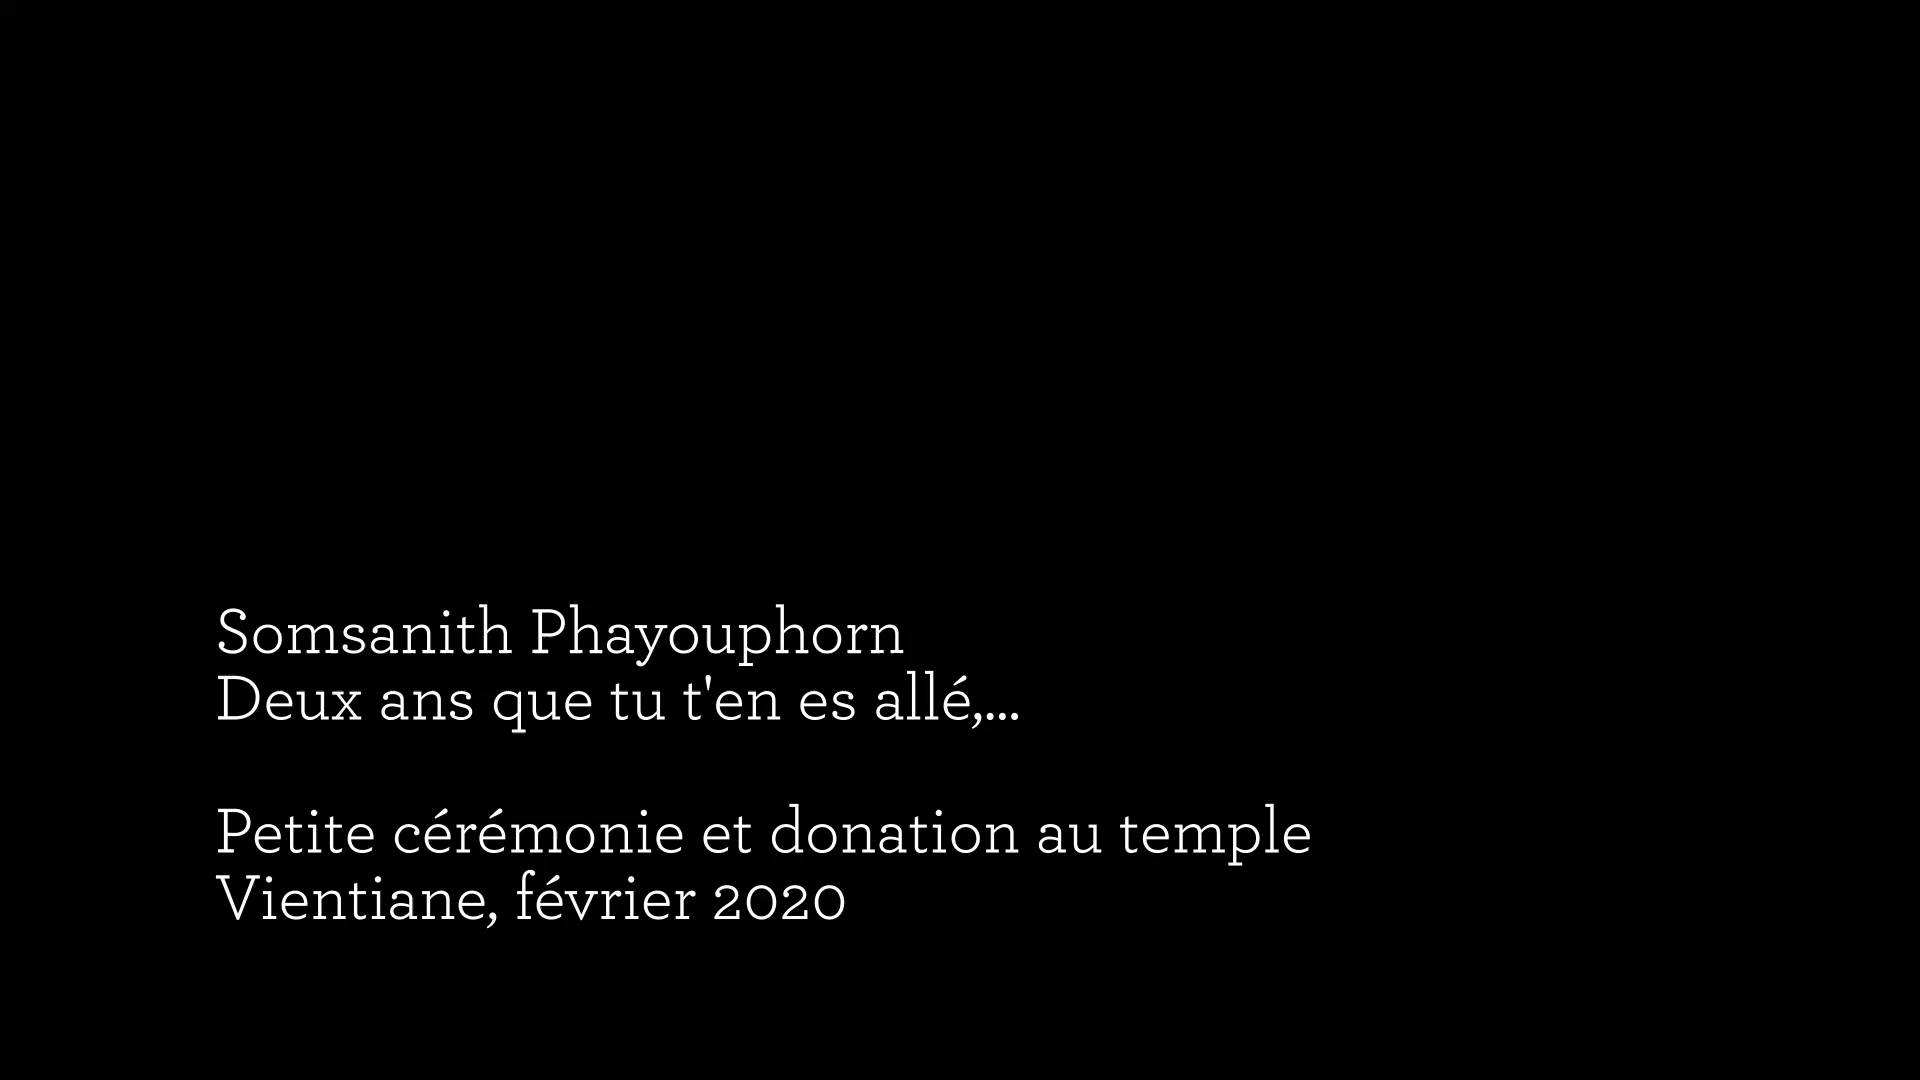 Somsanith Phayouphorn
Deux ans que tu t'en es allé,...
Petite cérémonie et donation au temple
Vientiane, février 2020